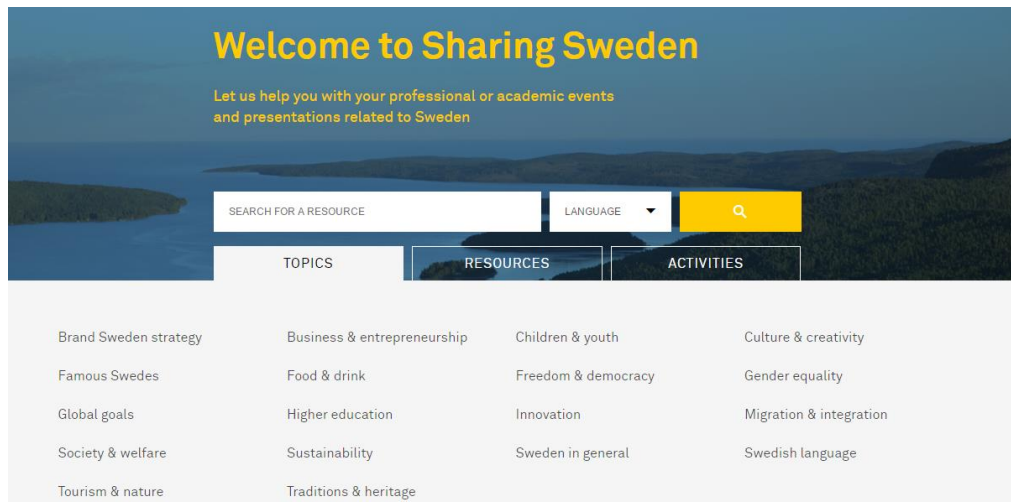 Welcome to Sharing Sweden
Let us help you with your professional or academic events
and presentations related to Sweden
SEARCH FOR A RESOURCE
LANGUAGE
TOPICS
RESOURCES
ACTIVITIES
Brand Sweden strategy
Business & entrepreneurship
Children & youth
Culture & creativity
Famous Swedes
Food & drink
Freedom & democracy
Gender equality
Global goals
Higher education
Innovation
Migration & integration
Society & welfare
Sustainability
Sweden in general
Swedish language
Tourism & nature
Traditions & heritage